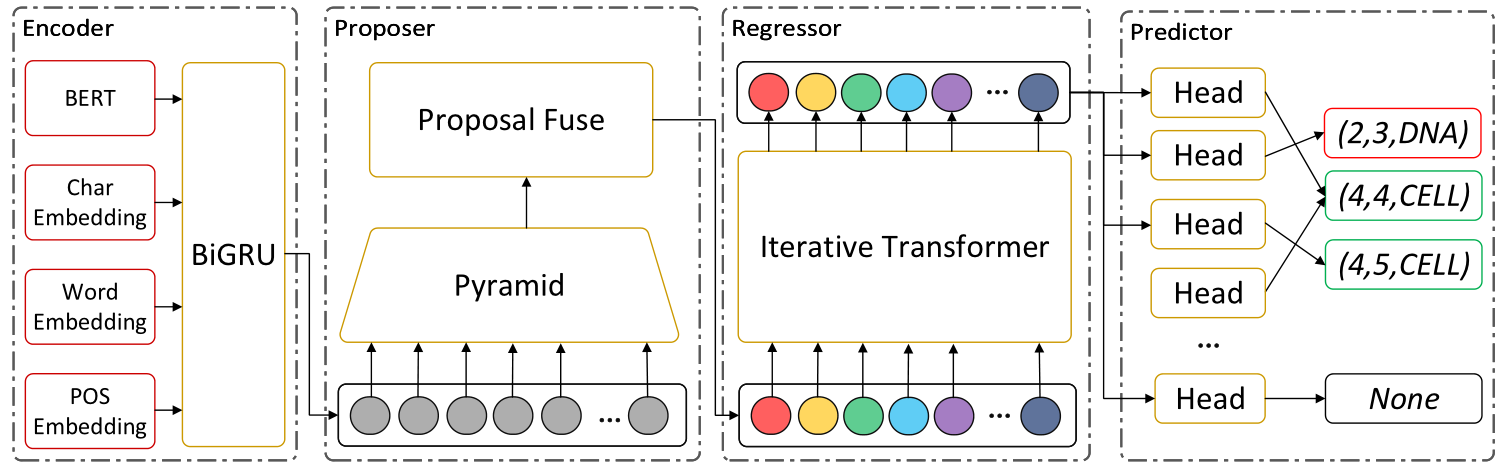 Encoder
BERT
Char
Embedding
Word
Embedding
POS
Embedding
BiGRU
Proposer
Proposal Fuse
Pyramid
...
Regressor
...
Iterative Transformer
...
Predictor
Head
Head
Head
Head
...
Head
(2,3,DNA)
(4,4,CELL)
(4,5,CELL)
None